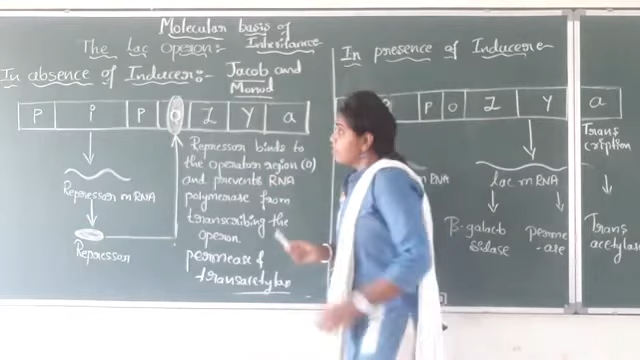 Molecular basis of
Inheritance
The Lac operon:-
In absence of Inducer:-
Jacob and
Monod
P i P O Z Y a
Repressor mRNA
Repressor
Repressor binds to
the operator region (O)
and prevents RNA
polymerase from
transcribing the
operon.
permease &
transacetylase
In presence of Inducer:-
P O Z Y a
mRNA
lac mRNA
Trans
cription
β-galacto
sidase
perme
-ase
Trans
acetylase